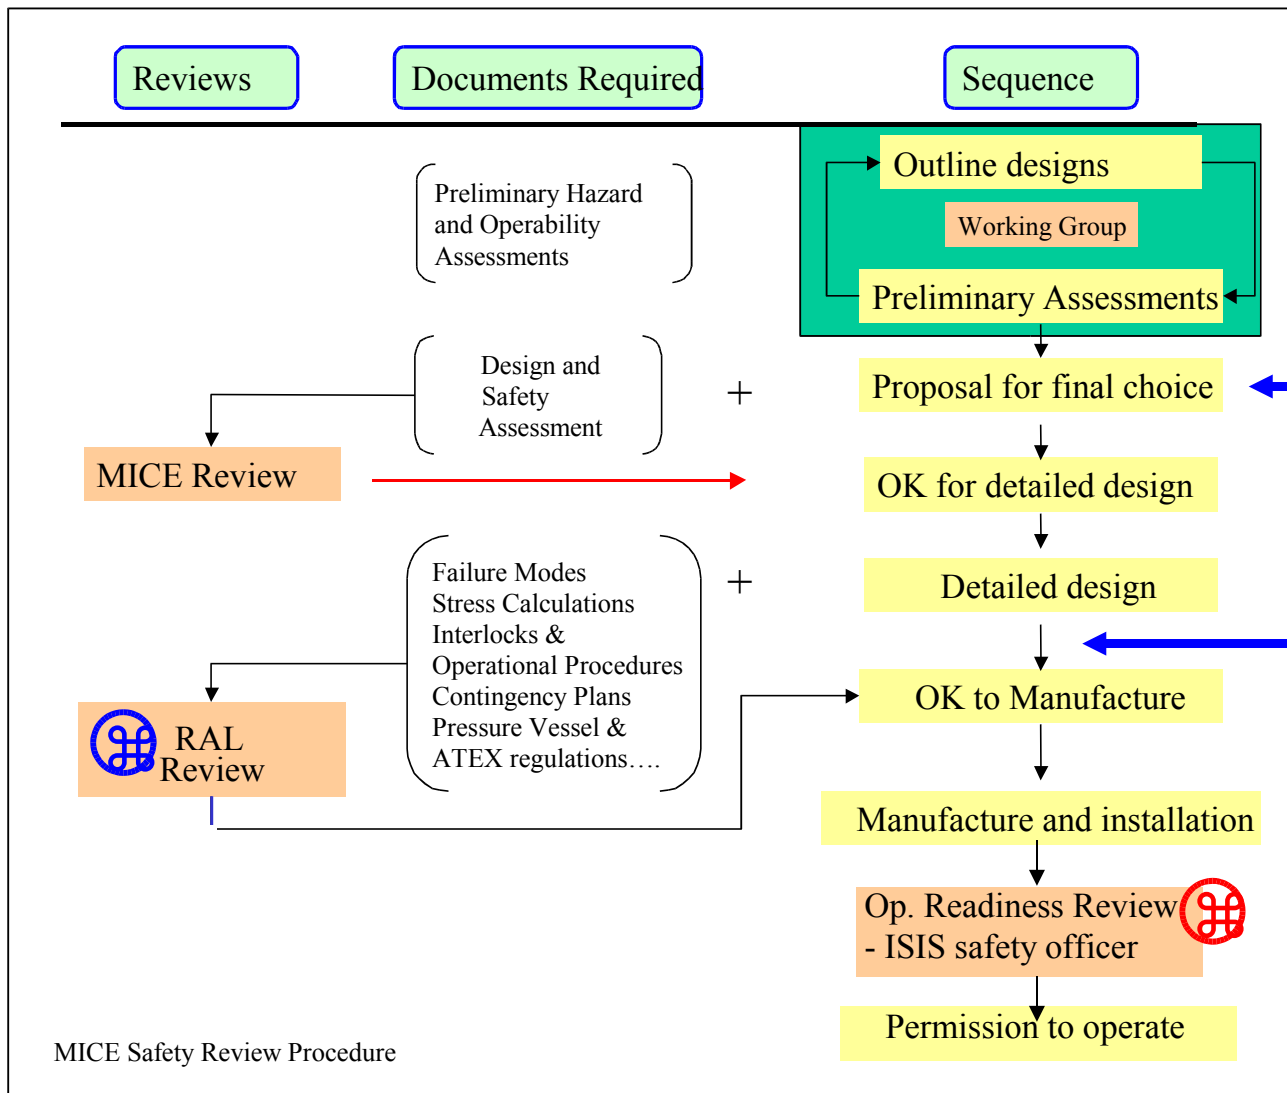 Reviews
Documents Required
Sequence
Preliminary Hazard
and Operability
Assessments
Outline designs
Working Group
Preliminary Assessments
Design and
Safety
Assessment
+
Proposal for final choice
MICE Review
OK for detailed design
Failure Modes
Stress Calculations
Interlocks &
Operational Procedures
Contingency Plans
Pressure Vessel &
ATEX regulations....
+
Detailed design
RAL
Review
OK to Manufacture
Manufacture and installation
Op. Readiness Review
- ISIS safety officer
Permission to operate
MICE Safety Review Procedure